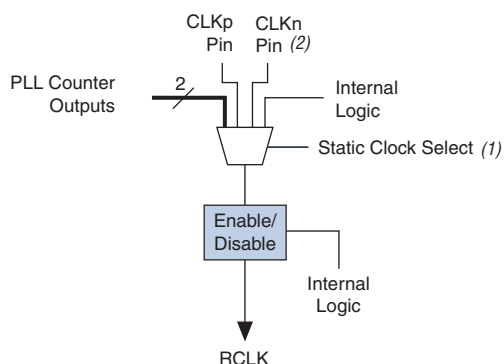 CLKp
Pin
CLKn
Pin (2)
PLL Counter
Outputs
2
Internal
Logic
Static Clock Select (1)
Enable/
Disable
Internal
Logic
RCLK